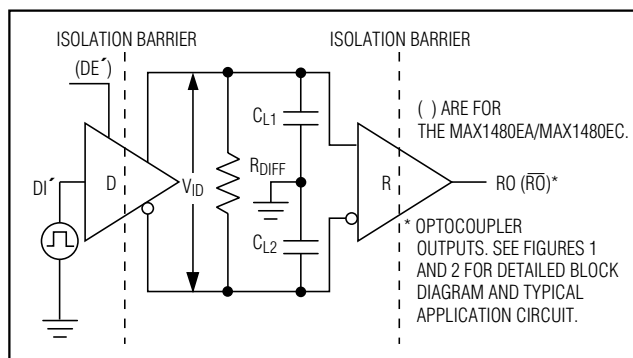 ISOLATION BARRIER
ISOLATION BARRIER
(DE´)
DI´
D
VID
RDIFF
CL1
CL2
R
( ) ARE FOR
THE MAX1480EA/MAX1480EC.
RO (R̅O̅)*
* OPTOCOUPLER
OUTPUTS. SEE FIGURES 1
AND 2 FOR DETAILED BLOCK
DIAGRAM AND TYPICAL
APPLICATION CIRCUIT.